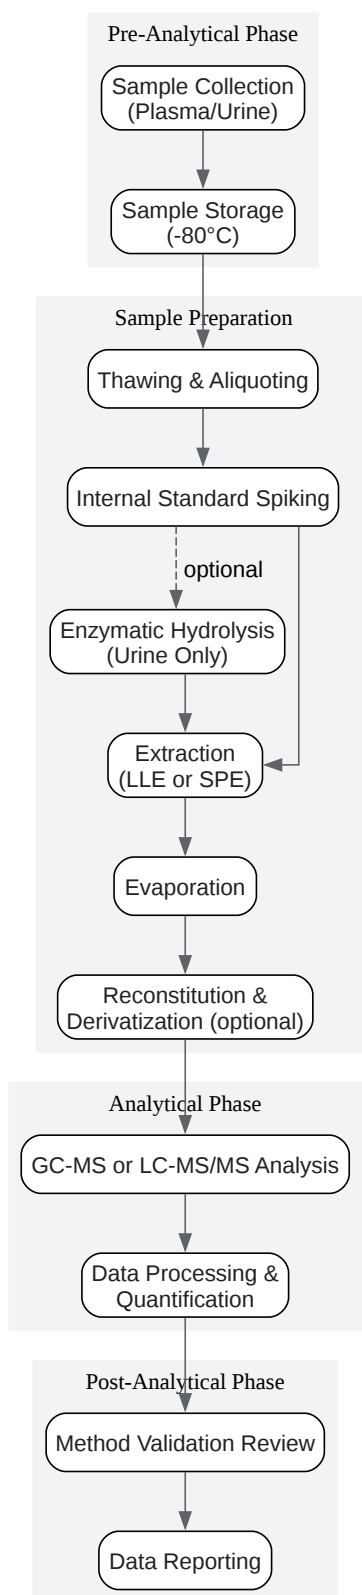 Pre-Analytical Phase
Sample Collection
(Plasma/Urine)
Sample Storage
(-80°C)
Sample Preparation
Thawing & Aliquoting
Internal Standard Spiking
optional
Enzymatic Hydrolysis
(Urine Only)
Extraction
(LLE or SPE)
Evaporation
Reconstitution &
Derivatization (optional)
Analytical Phase
GC-MS or LC-MS/MS Analysis
Data Processing &
Quantification
Post-Analytical Phase
Method Validation Review
Data Reporting